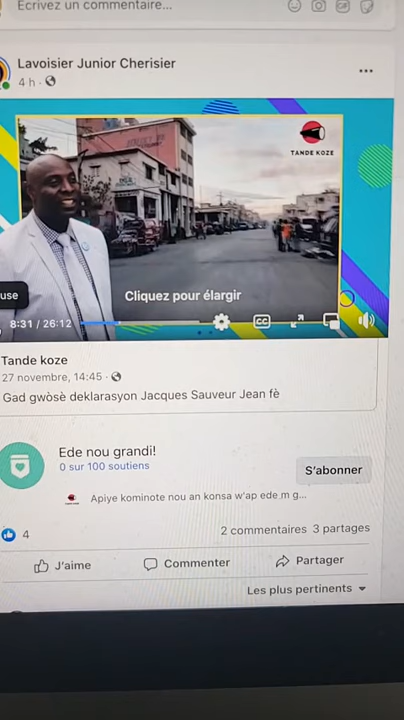 Ecrivez un commentaire...
Lavoisier Junior Cherisier
4 h ·
TANDE KOZE
use
Cliquez pour élargir
8:31 / 26:12
CC
Tande koze
27 novembre, 14:45 ·
Gad gwòsè deklarasyon Jacques Sauveur Jean fè
Ede nou grandi!
0 sur 100 soutiens
S'abonner
Apiye kominote nou an konsa w'ap ede m g...
4
2 commentaires 3 partages
J'aime
Commenter
Partager
Les plus pertinents